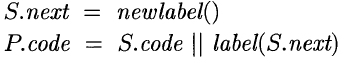 S.next = newlabel()
P.code = S.code || label(S.next)